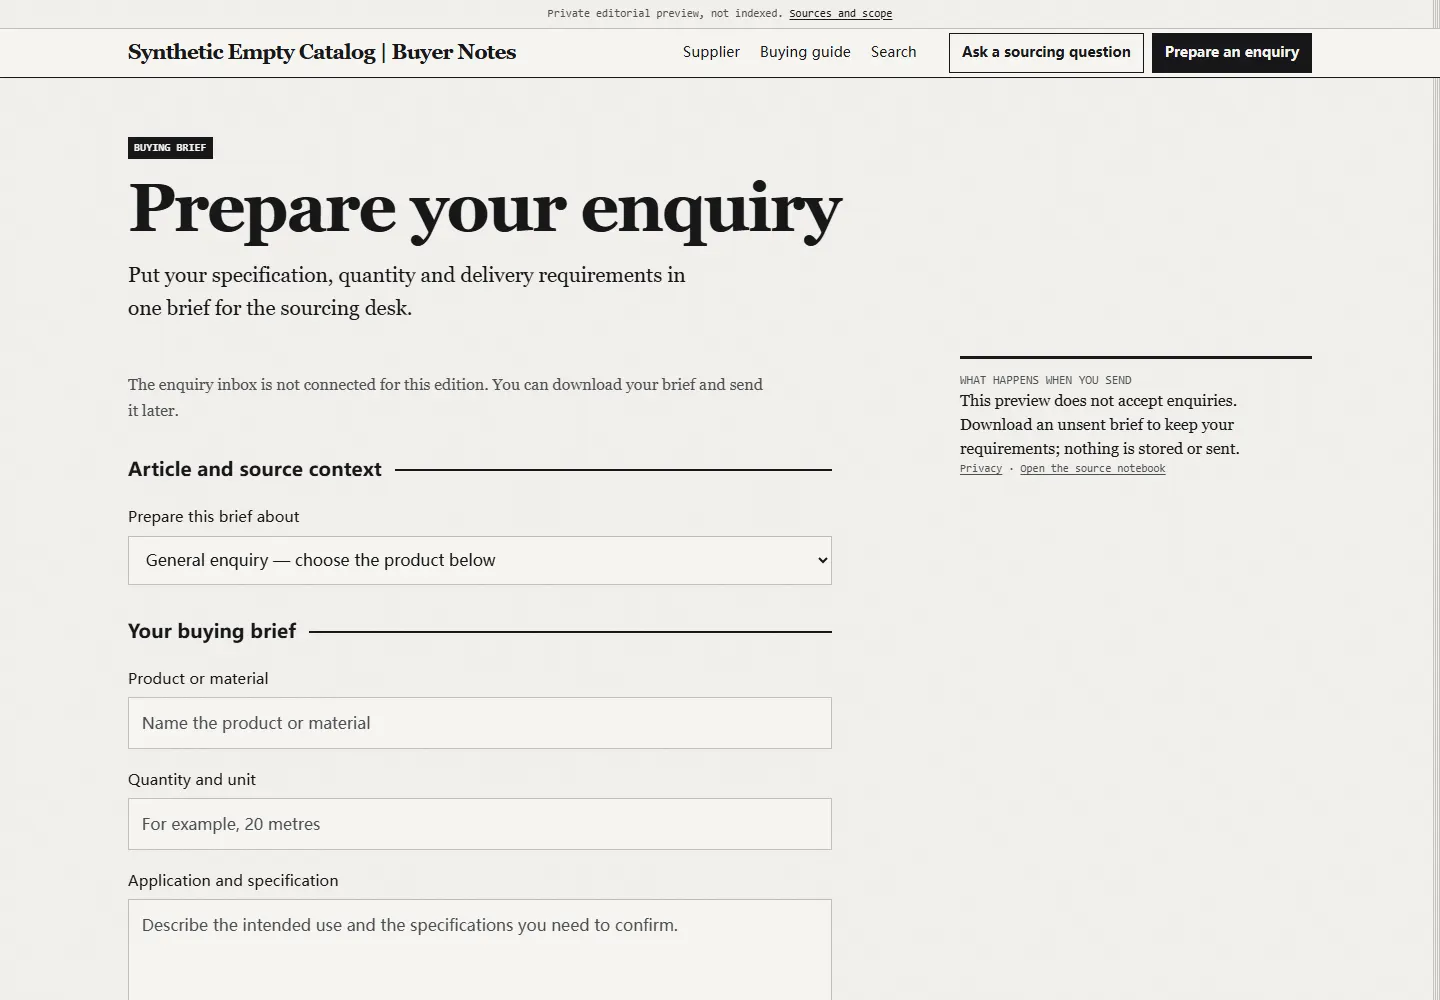 Private editorial preview, not indexed. Sources and scope
Synthetic Empty Catalog | Buyer Notes
Supplier
Buying guide
Search
Ask a sourcing question
Prepare an enquiry
BUYING BRIEF
Prepare your enquiry
Put your specification, quantity and delivery requirements in
one brief for the sourcing desk.
The enquiry inbox is not connected for this edition. You can download your brief and send
it later.
WHAT HAPPENS WHEN YOU SEND
This preview does not accept enquiries.
Download an unsent brief to keep your
requirements; nothing is stored or sent.
Privacy · Open the source notebook
Article and source context
Prepare this brief about
General enquiry — choose the product below
Your buying brief
Product or material
Name the product or material
Quantity and unit
For example, 20 metres
Application and specification
Describe the intended use and the specifications you need to confirm.